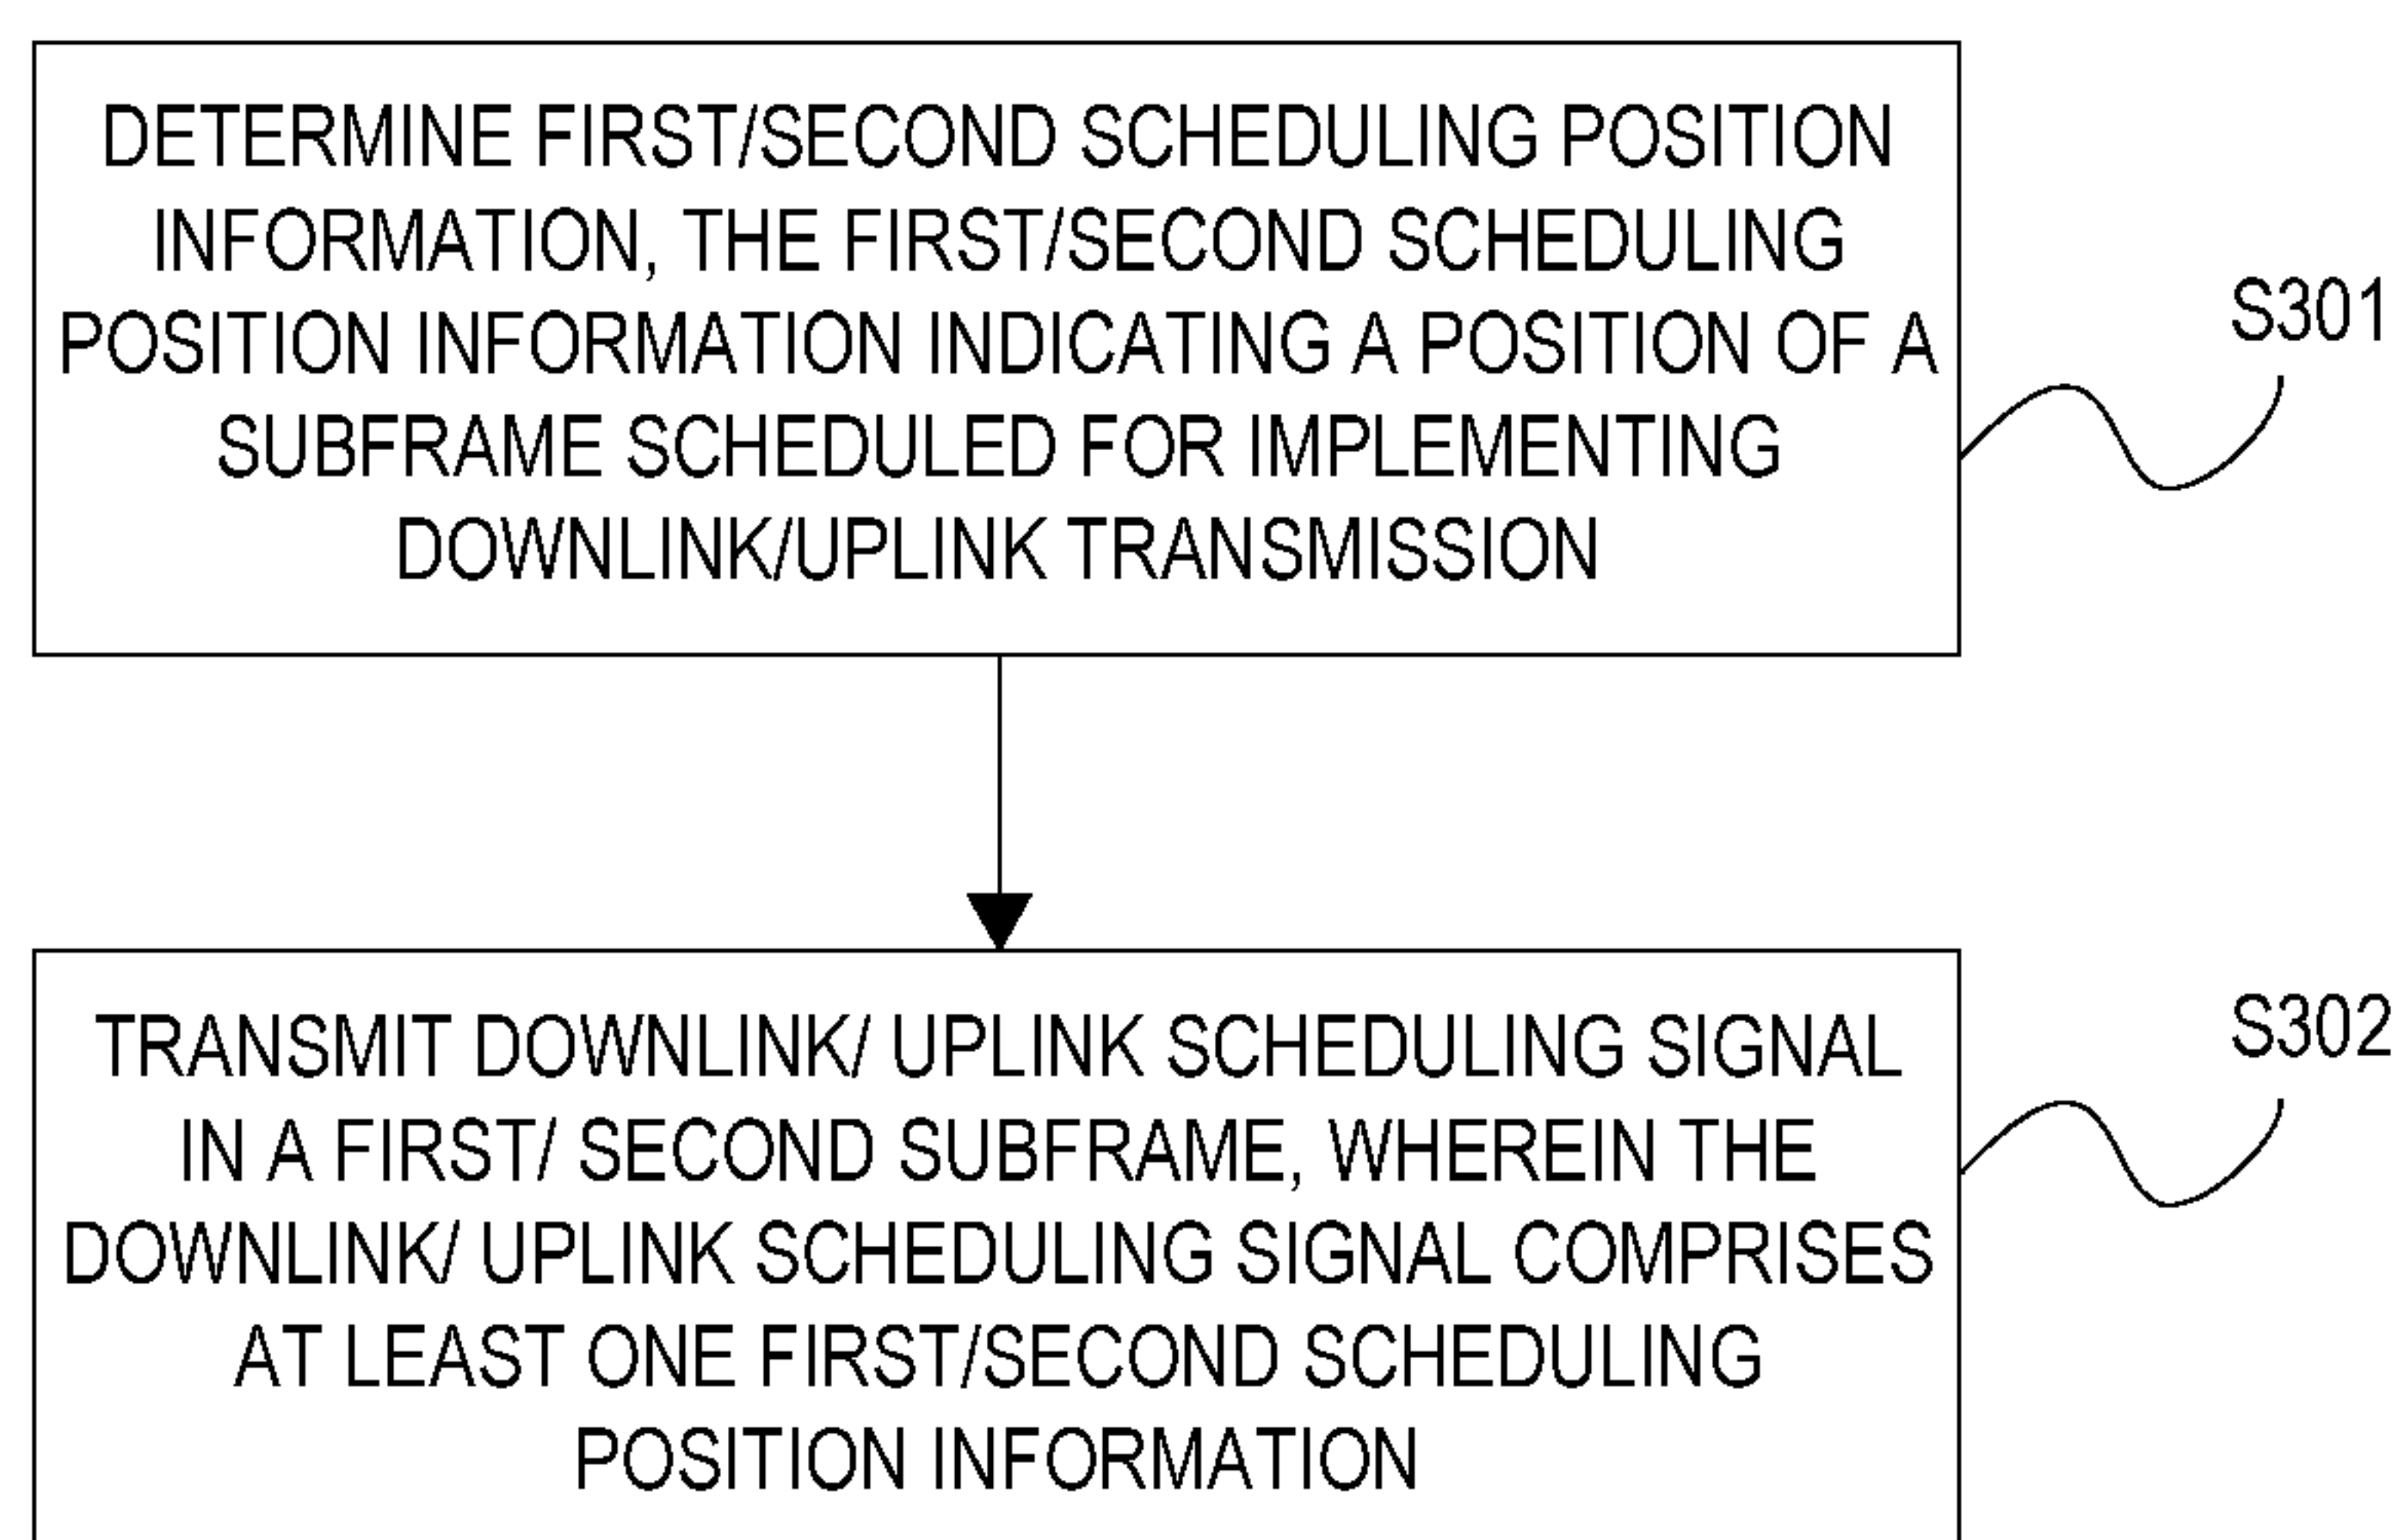 DETERMINE FIRST/SECOND SCHEDULING POSITION
INFORMATION, THE FIRST/SECOND SCHEDULING
POSITION INFORMATION INDICATING A POSITION OF A
SUBFRAME SCHEDULED FOR IMPLEMENTING
DOWNLINK/UPLINK TRANSMISSION
S301
TRANSMIT DOWNLINK/ UPLINK SCHEDULING SIGNAL
IN A FIRST/ SECOND SUBFRAME, WHEREIN THE
DOWNLINK/ UPLINK SCHEDULING SIGNAL COMPRISES
AT LEAST ONE FIRST/SECOND SCHEDULING
POSITION INFORMATION
S302